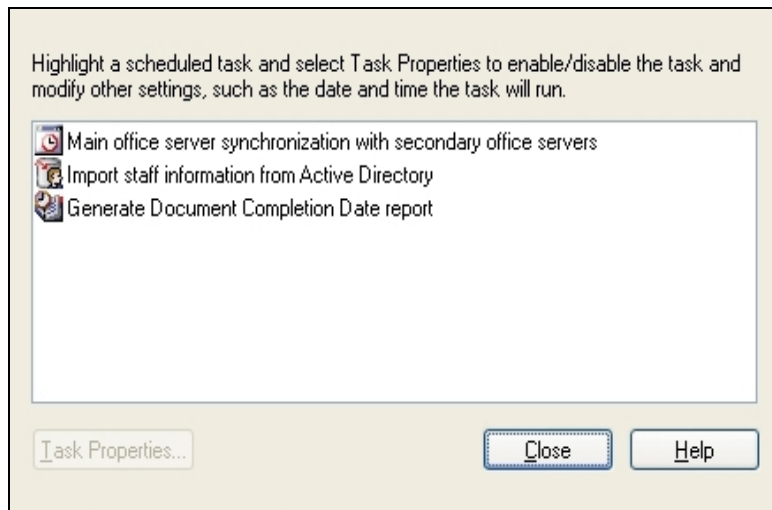 Highlight a scheduled task and select Task Properties to enable/disable the task and
modify other settings, such as the date and time the task will run.
Main office server synchronization with secondary office servers
Import staff information from Active Directory
Generate Document Completion Date report
Task Properties...
Close
Help